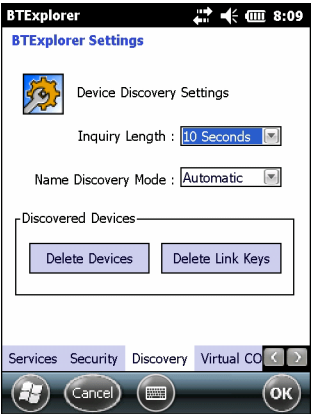 BTExplorer 8:09
BTExplorer Settings
Device Discovery Settings
Inquiry Length : 10 Seconds
Name Discovery Mode : Automatic
Discovered Devices
Delete Devices Delete Link Keys
Services Security Discovery Virtual CO
Cancel OK